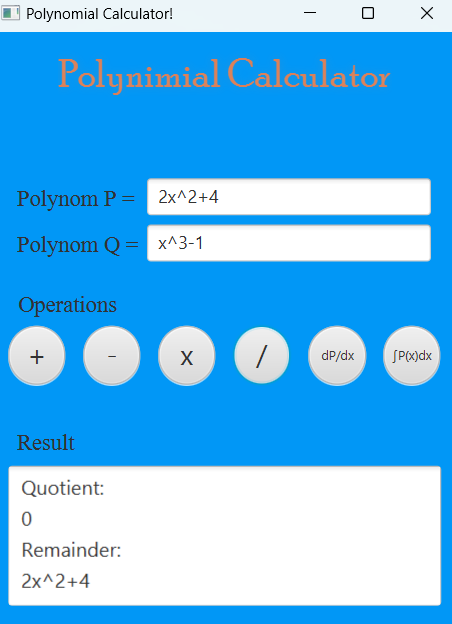 Polynomial Calculator!
Polynimial Calculator
Polynom P = 2x^2+4
Polynom Q = x^3-1
Operations
+ - x / dP/dx ∫P(x)dx
Result
Quotient:
0
Remainder:
2x^2+4